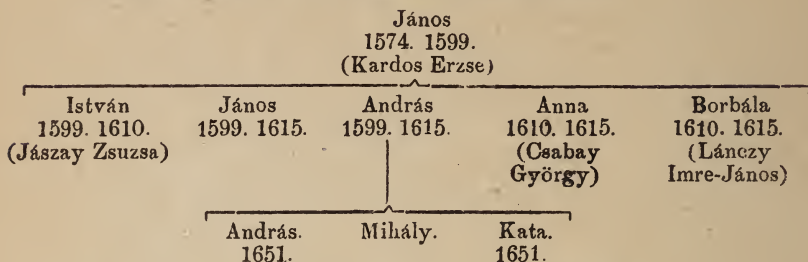 János
1574. 1599.
(Kardos Erzse)
István János András Anna Borbála
1599. 1610. 1599. 1615. 1599. 1615. 1610. 1615. 1610. 1615.
(Jászay Zsuzsa) (Csabay (Lánczy
György) Imre-János)
András. Mihály. Kata.
1651. 1651.